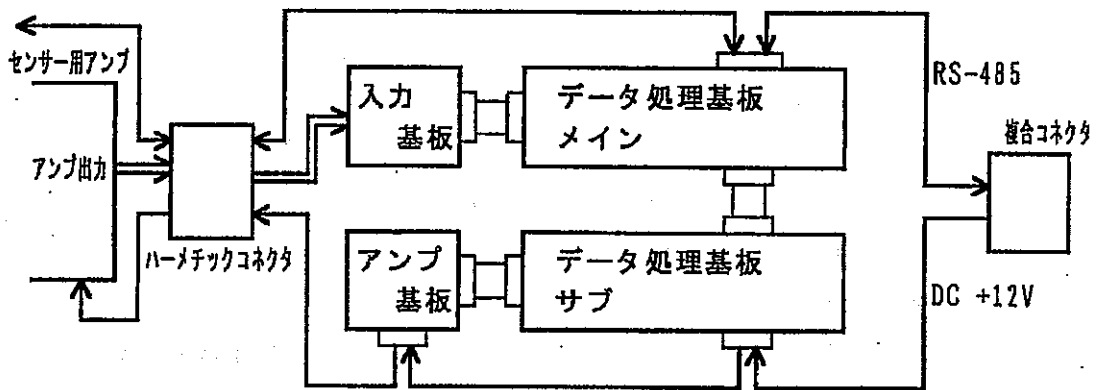 センサー用アンプ
アンプ出力
ハーメチックコネクタ
入力
基板
データ処理基板
メイン
アンプ
基板
データ処理基板
サブ
RS-485
複合コネクタ
DC +12V